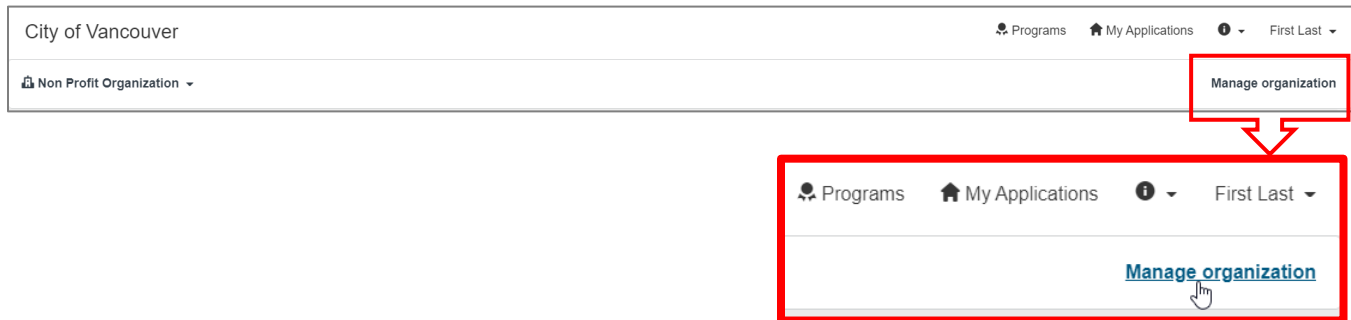 City of Vancouver
Programs My Applications First Last
Non Profit Organization
Manage organization
Programs My Applications First Last
Manage organization